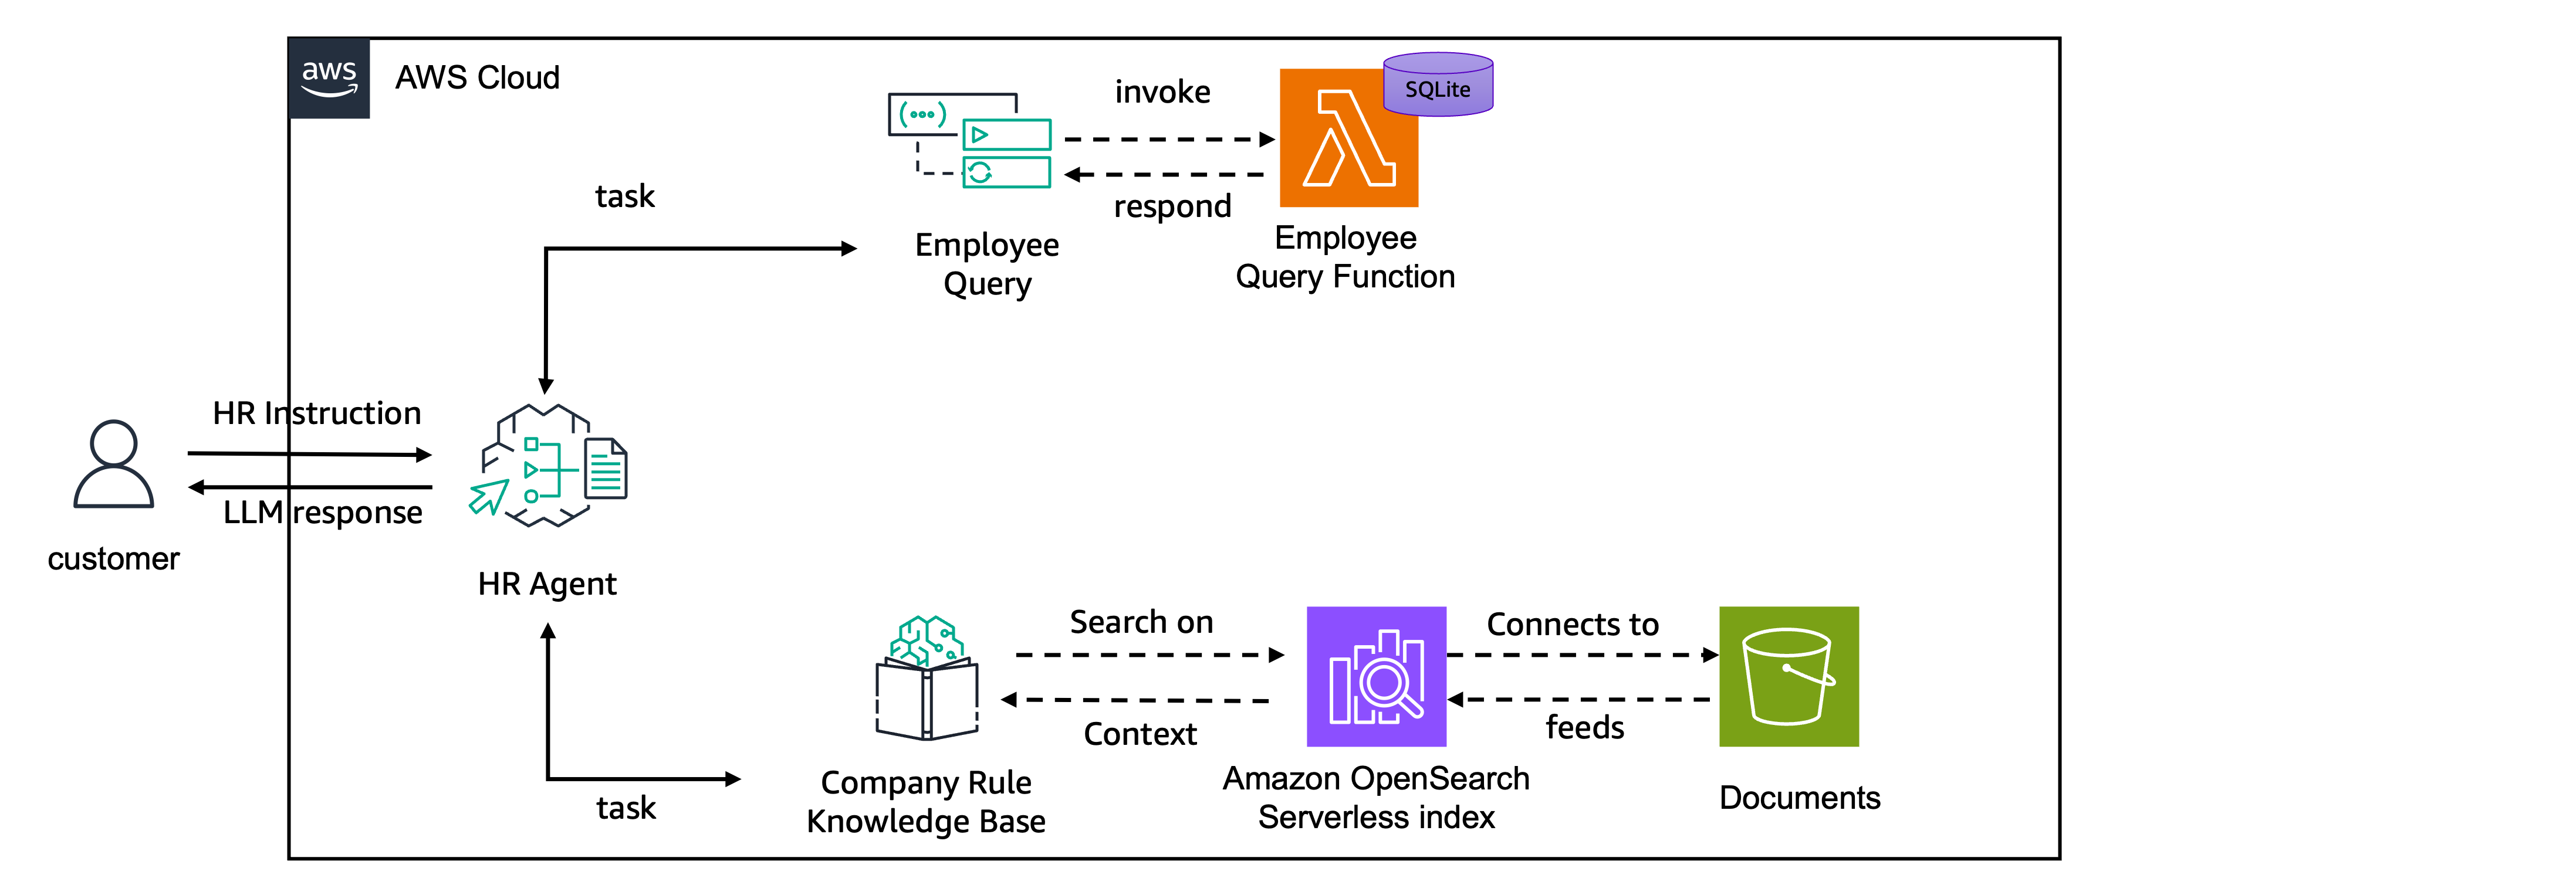 aws
AWS Cloud
SQLite
invoke
respond
task
Employee
Query
Employee
Query Function
HR Instruction
LLM response
customer
HR Agent
Search on
Context
Connects to
feeds
task
Company Rule
Knowledge Base
Amazon OpenSearch
Serverless index
Documents